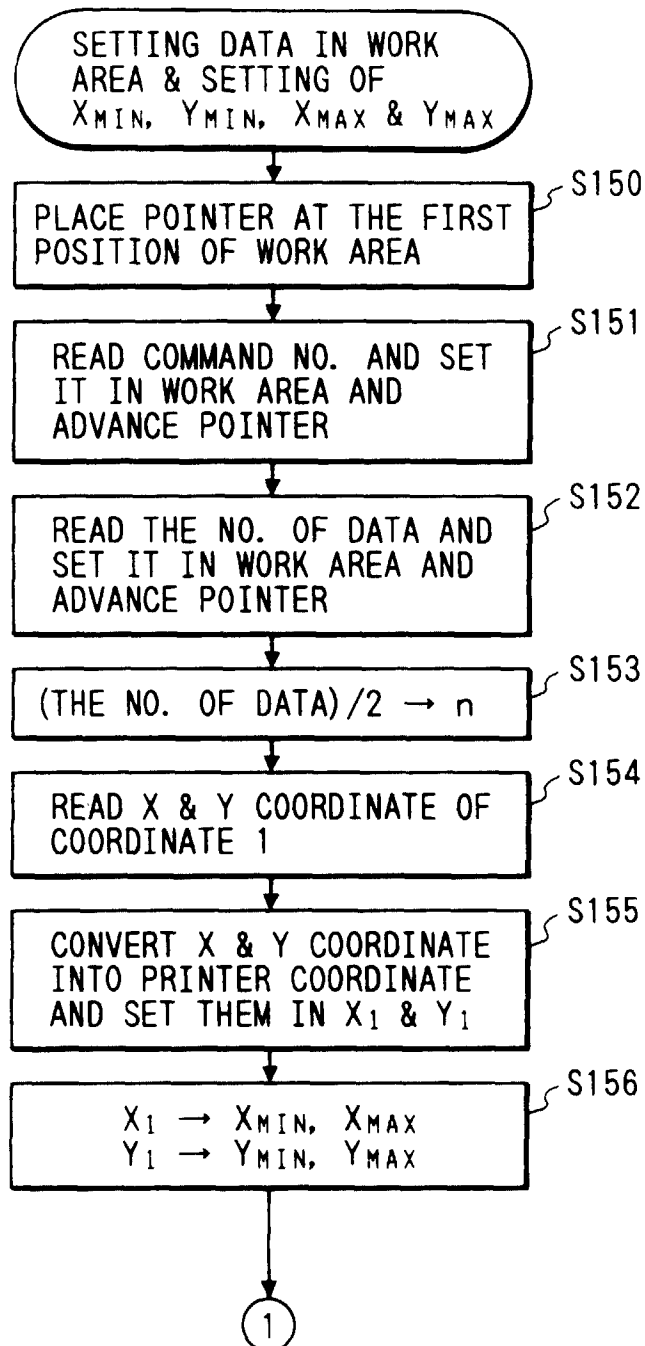 SETTING DATA IN WORK
AREA & SETTING OF
XMIN, YMIN, XMAX & YMAX
S150
PLACE POINTER AT THE FIRST
POSITION OF WORK AREA
S151
READ COMMAND NO. AND SET
IT IN WORK AREA AND
ADVANCE POINTER
S152
READ THE NO. OF DATA AND
SET IT IN WORK AREA AND
ADVANCE POINTER
S153
(THE NO. OF DATA)/2 → n
S154
READ X & Y COORDINATE OF
COORDINATE 1
S155
CONVERT X & Y COORDINATE
INTO PRINTER COORDINATE
AND SET THEM IN X1 & Y1
S156
X1 → XMIN, XMAX
Y1 → YMIN, YMAX
1